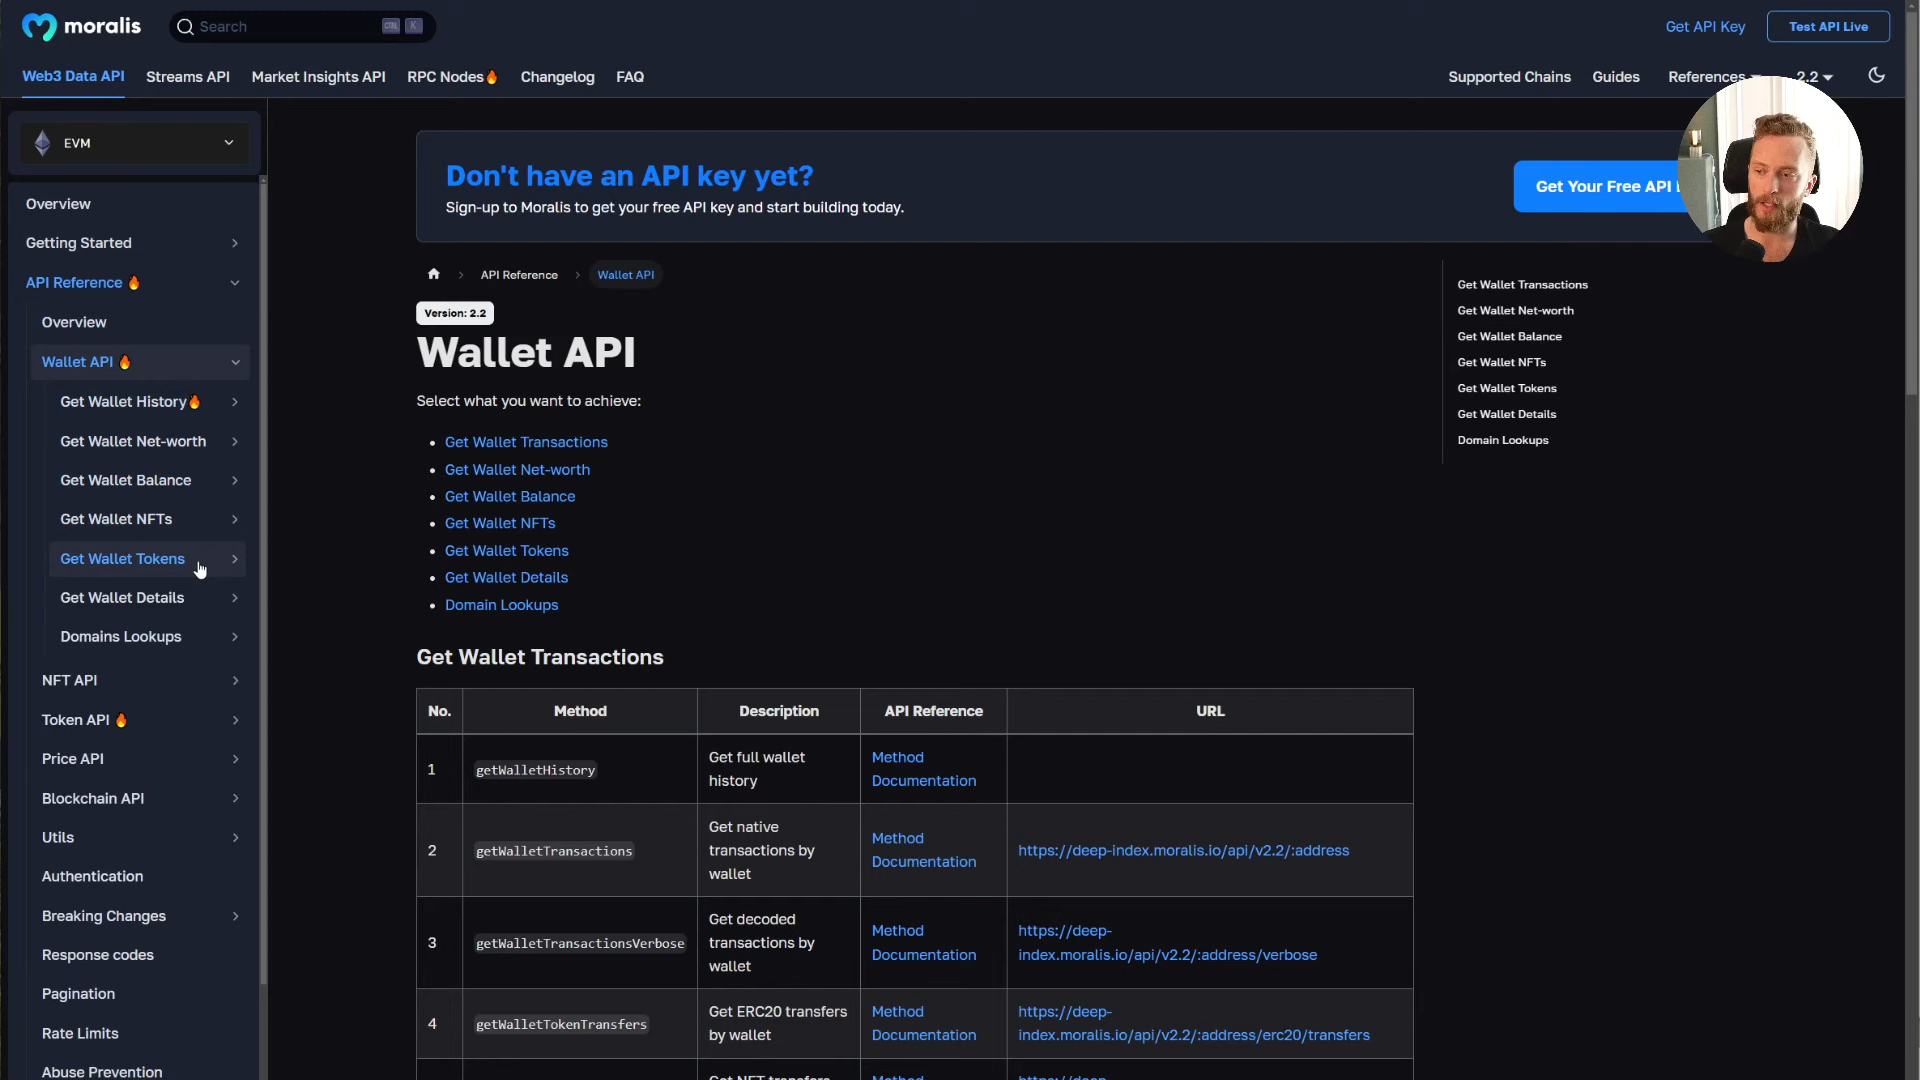 moralis
Search
CTRL K
Get API Key
Test API Live
Web3 Data API
Streams API
Market Insights API
RPC Nodes🔥
Changelog
FAQ
Supported Chains
Guides
References
2.2
EVM
Overview
Getting Started
API Reference 🔥
Overview
Wallet API 🔥
Get Wallet History🔥
Get Wallet Net-worth
Get Wallet Balance
Get Wallet NFTs
Get Wallet Tokens
Get Wallet Details
Domains Lookups
NFT API
Token API 🔥
Price API
Blockchain API
Utils
Authentication
Breaking Changes
Response codes
Pagination
Rate Limits
Abuse Prevention
Don't have an API key yet?
Sign-up to Moralis to get your free API key and start building today.
Get Your Free API
API Reference
Wallet API
Version: 2.2
Wallet API
Select what you want to achieve:
Get Wallet Transactions
Get Wallet Net-worth
Get Wallet Balance
Get Wallet NFTs
Get Wallet Tokens
Get Wallet Details
Domain Lookups
Get Wallet Transactions
No. Method Description API Reference URL
1 getWalletHistory
Get full wallet
history
Method
Documentation
2 getWalletTransactions
Get native
transactions by
wallet
Method
Documentation
https://deep-index.moralis.io/api/v2.2/:address
3 getWalletTransactionsVerbose
Get decoded
transactions by
wallet
Method
Documentation
https://deep-
index.moralis.io/api/v2.2/:address/verbose
4 getWalletTokenTransfers
Get ERC20 transfers
by wallet
Method
Documentation
https://deep-
index.moralis.io/api/v2.2/:address/erc20/transfers
Get NFT transfers
Method
https://deep-
Get Wallet Transactions
Get Wallet Net-worth
Get Wallet Balance
Get Wallet NFTs
Get Wallet Tokens
Get Wallet Details
Domain Lookups